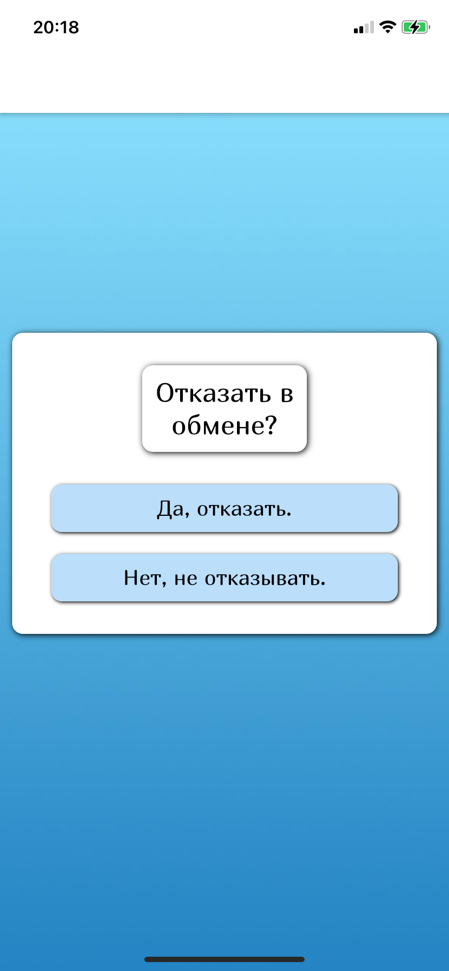 20:18
Отказать в
обмене?
Да, отказать.
Нет, не отказывать.